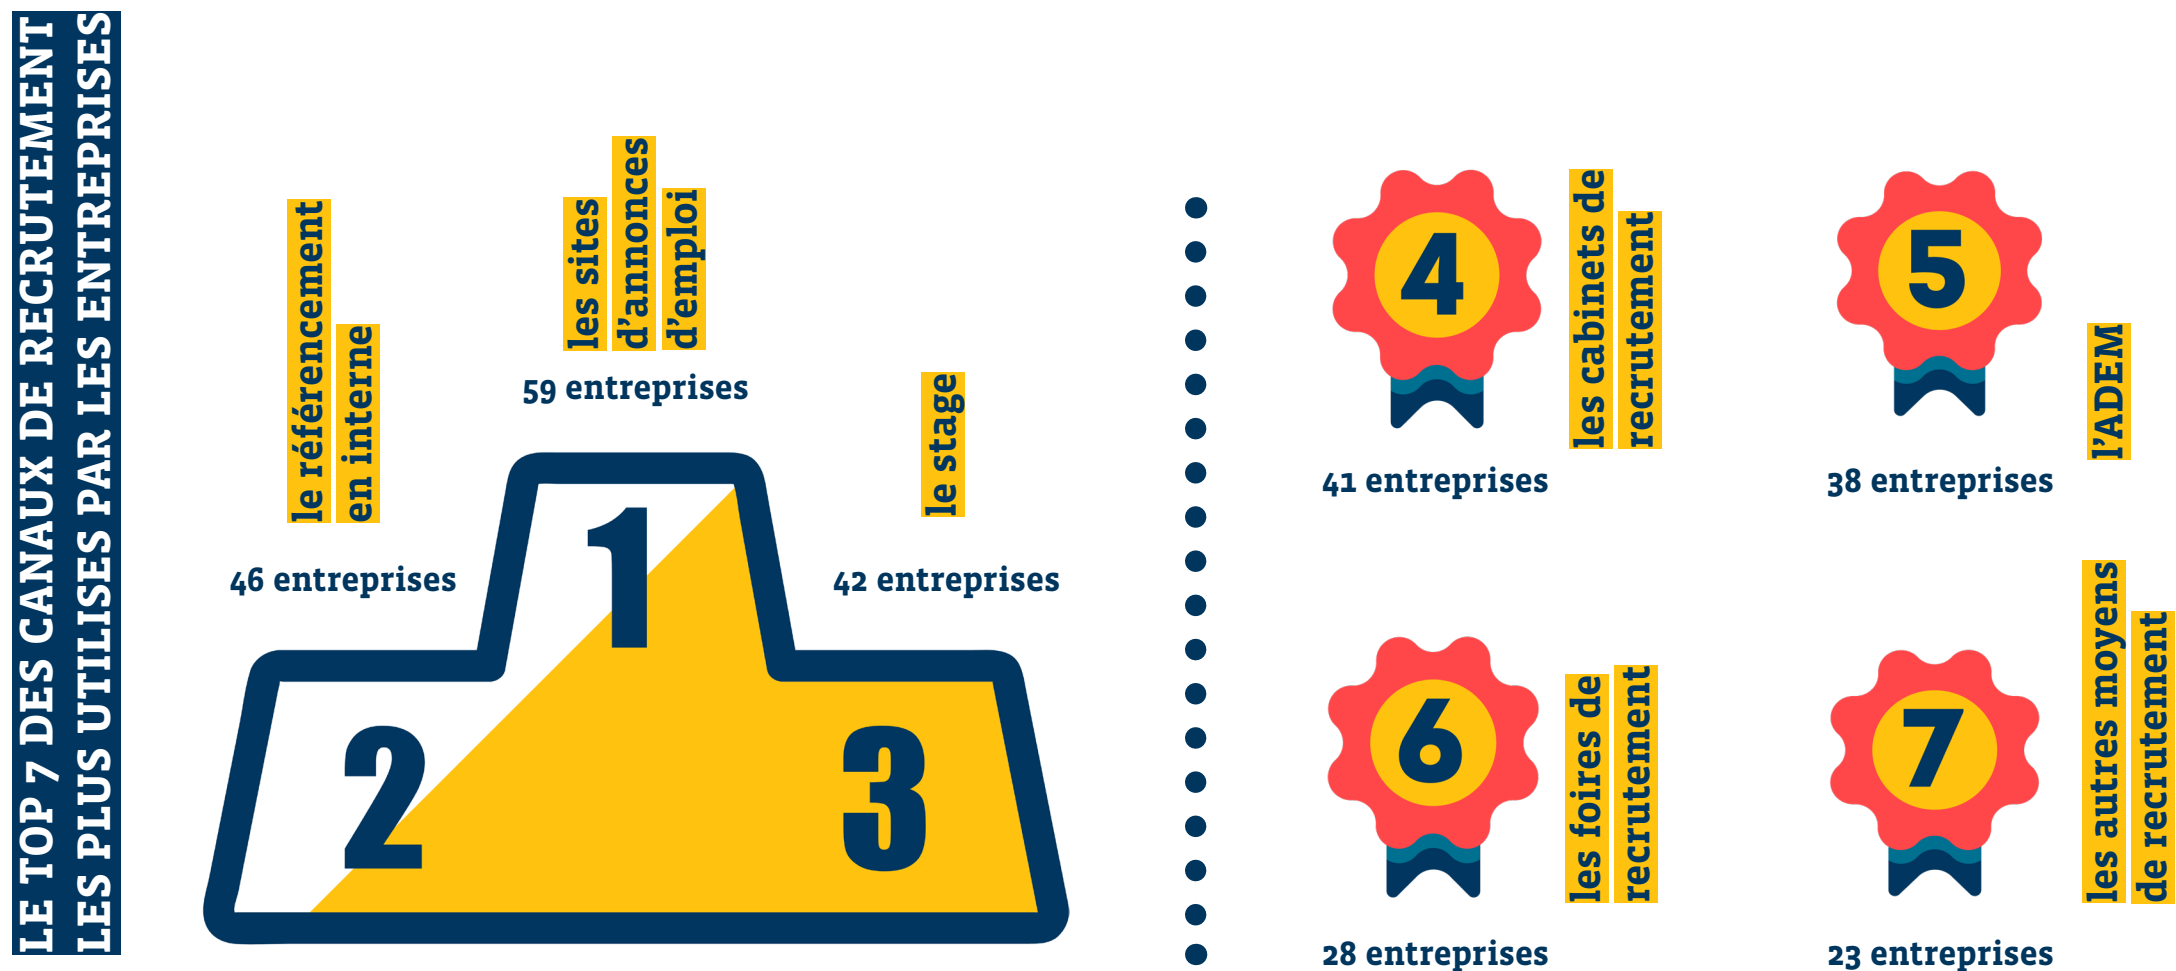 LE TOP 7 DES CANAUX DE RECRUTEMENT
LES PLUS UTILISES PAR LES ENTREPRISES
le référencement
en interne
46 entreprises
2
les sites
d'annonces
d'emploi
59 entreprises
1
le stage
42 entreprises
3
4
les cabinets de
recrutement
41 entreprises
5
l'ADEM
38 entreprises
6
les foires de
recrutement
28 entreprises
7
les autres moyens
de recrutement
23 entreprises